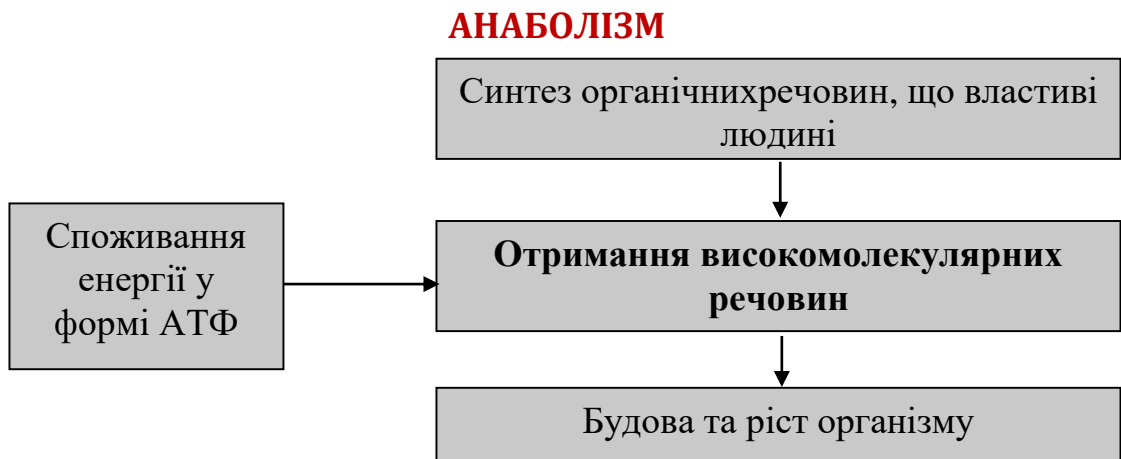 АНАБОЛІЗМ
Синтез органічнихречовин, що властиві
людині
Споживання
енергії у
формі АТФ
Отримання високомолекулярних
речовин
Будова та ріст організму